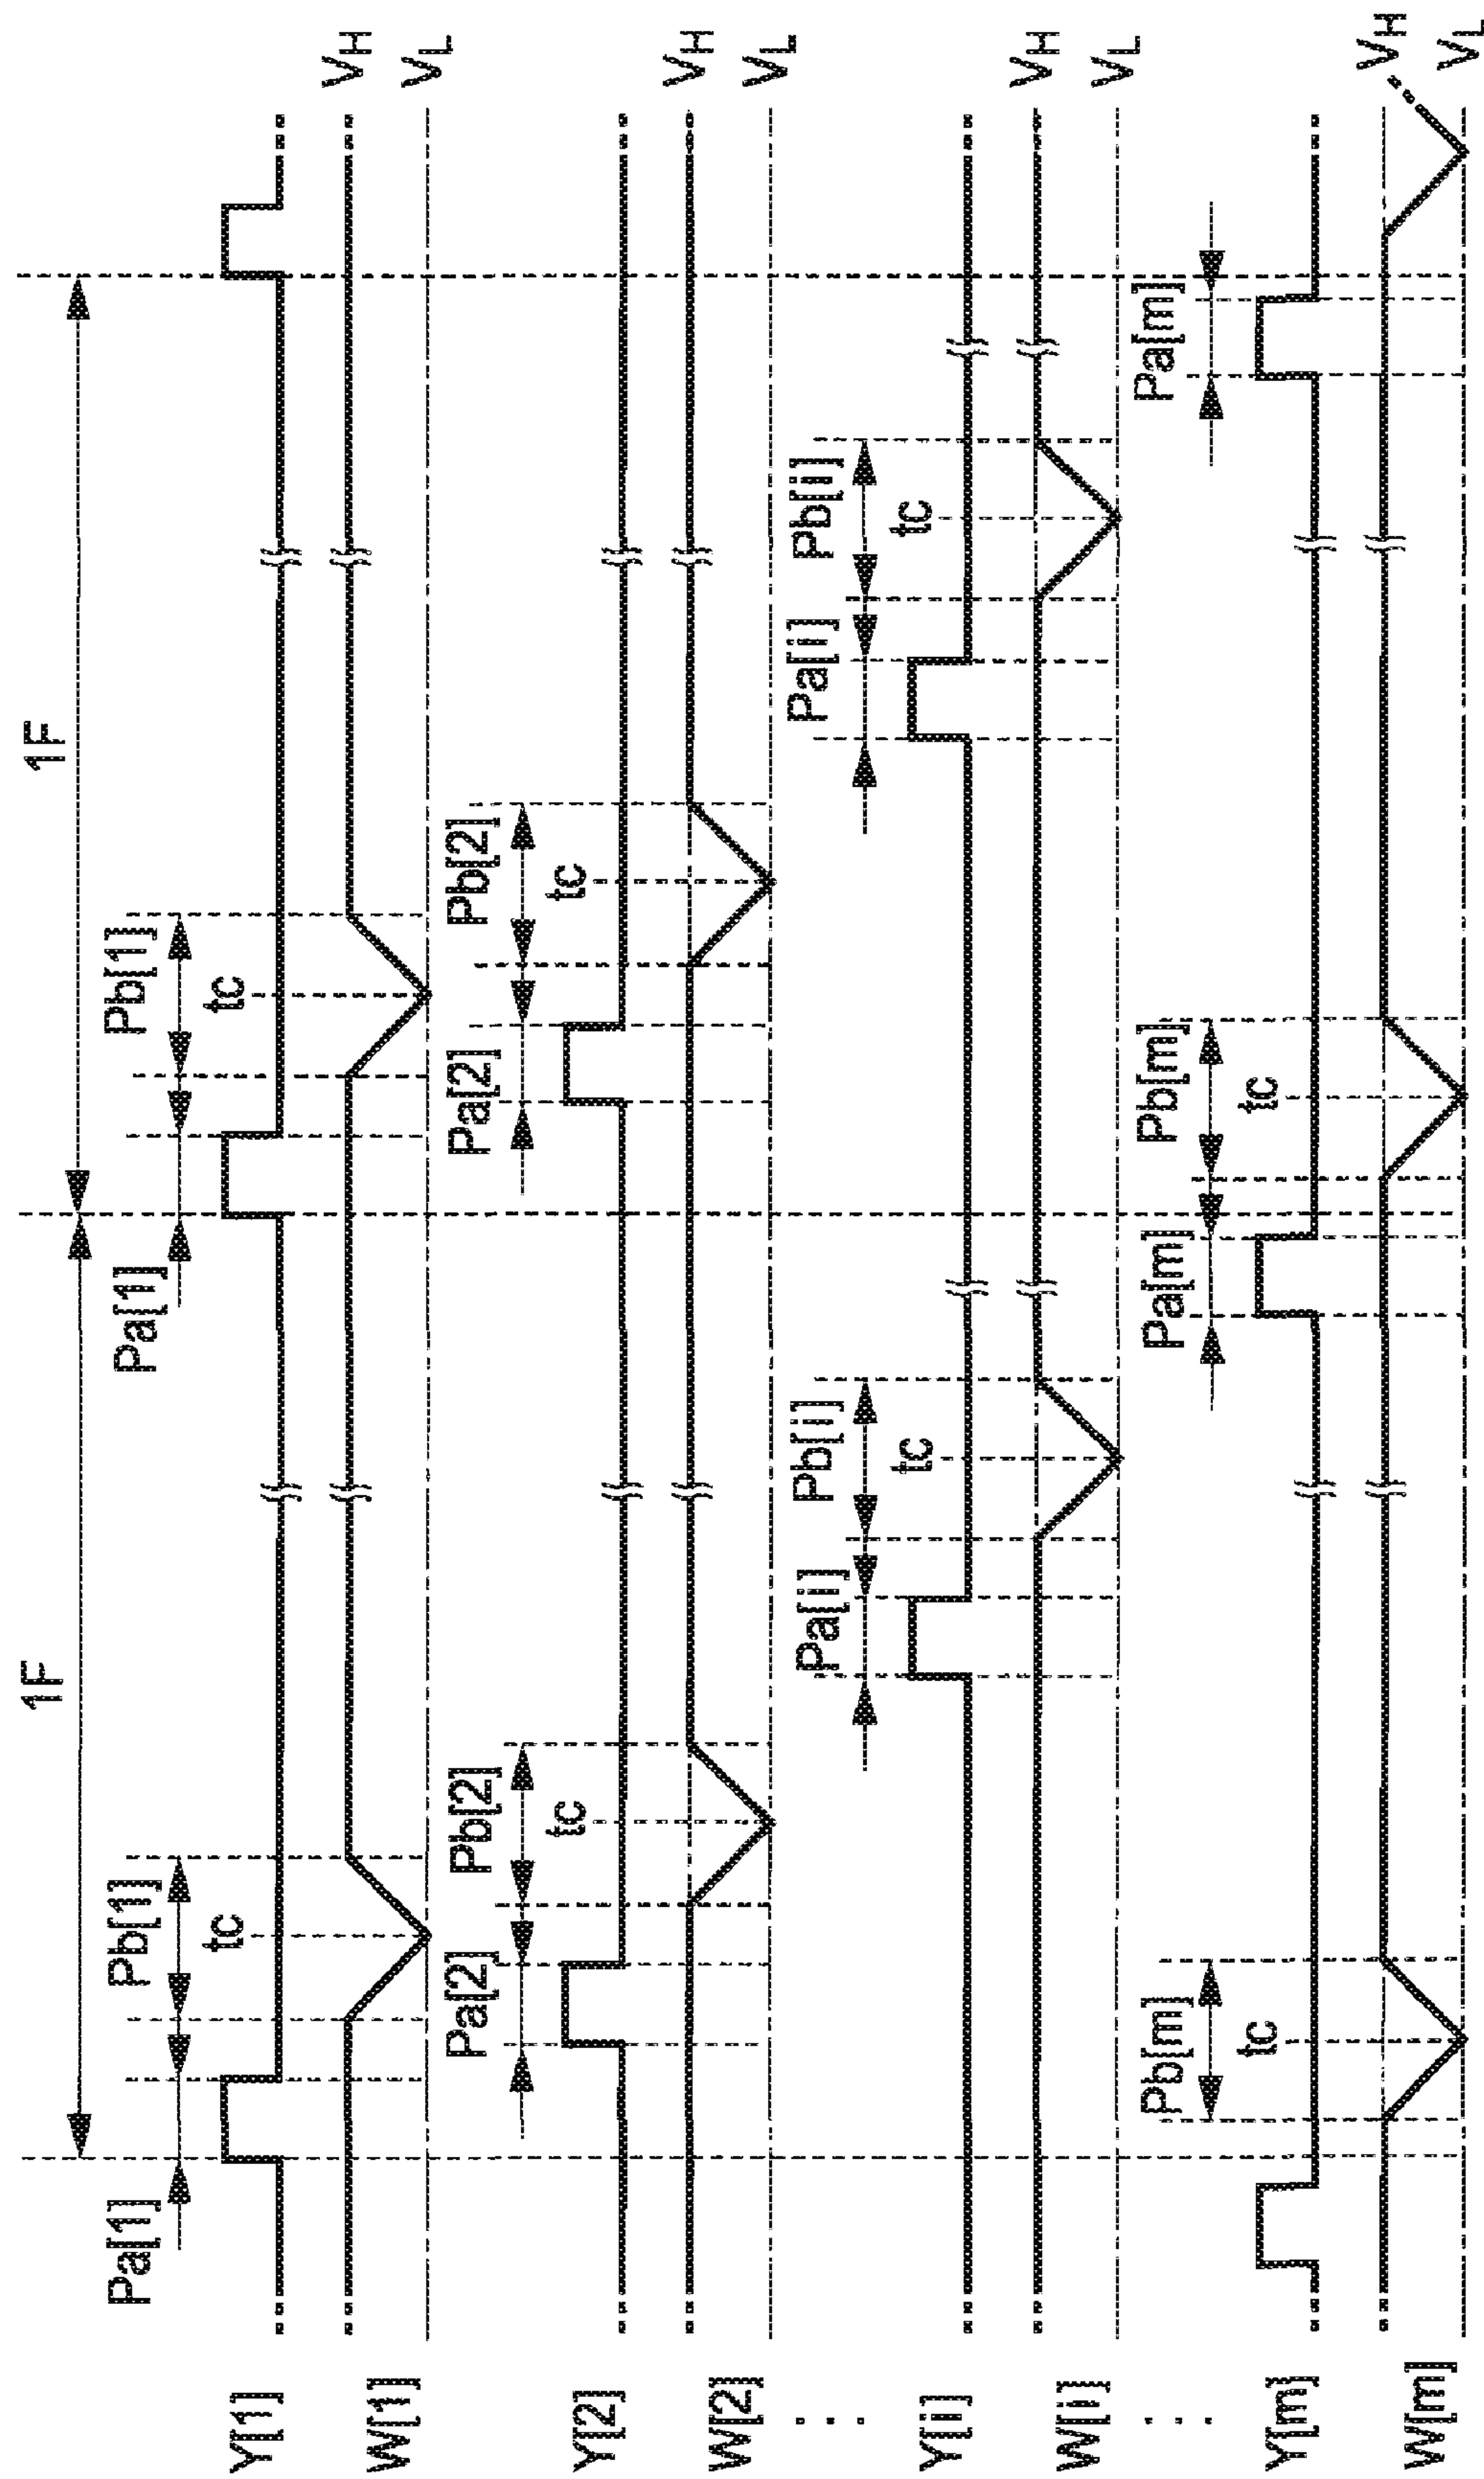 1F 1F
Pa[1] Pb[1] Pa[1] Pb[1]
tc tc
Y[1]
VH
W[1]
VL
Pa[2] Pb[2] Pa[2] Pb[2]
tc tc
Y[2]
VH
W[2]
VL
Pa[i] Pb[i] Pa[i] Pb[i]
tc tc
Y[i]
VH
W[i]
VL
Pb[m] Pa[m] Pb[m] Pa[m]
tc tc
Y[m]
VH
W[m]
VL